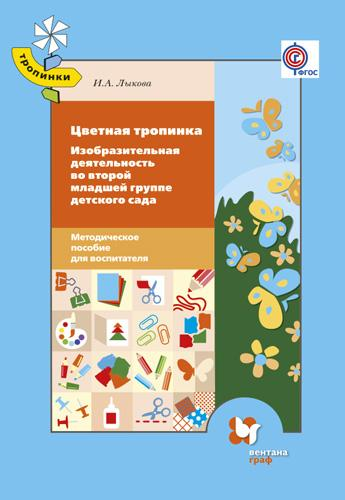 тропинки
ФГОС
И.А. Лыкова
Цветная тропинка
Изобразительная
деятельность
во второй
младшей группе
детского сада
Методическое
пособие
для воспитателя
вентана
граф